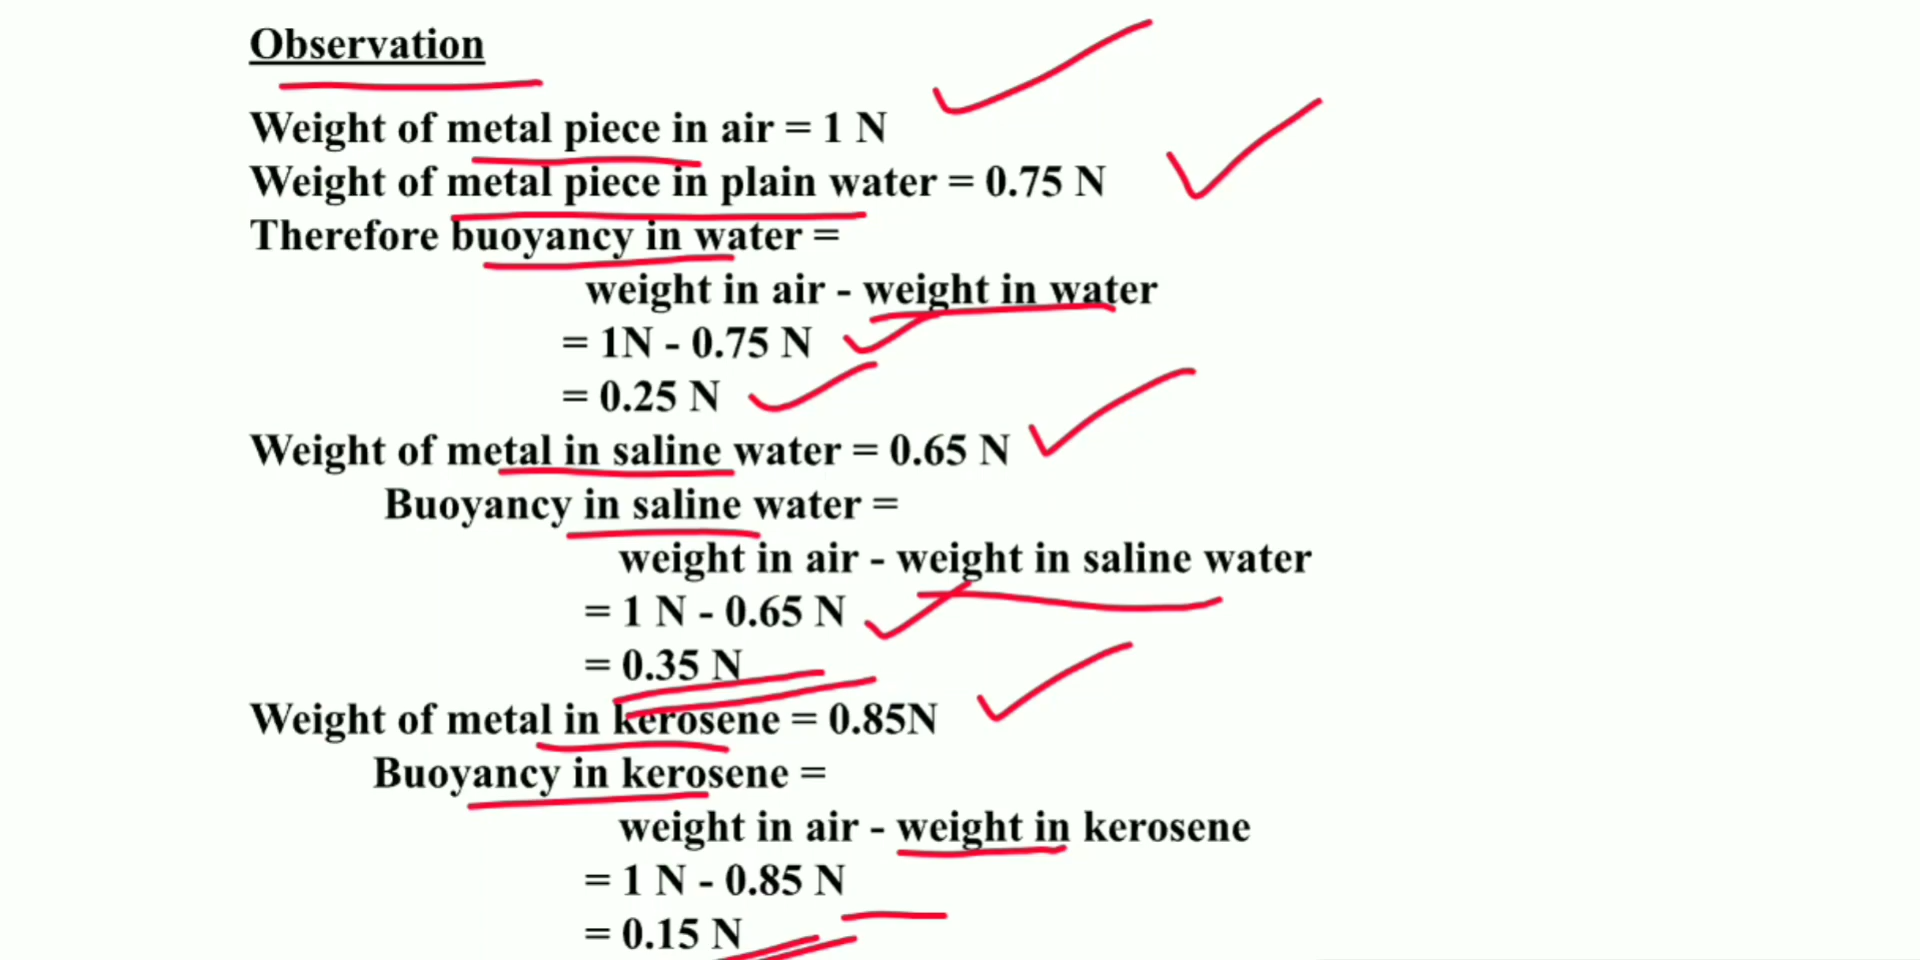 Observation
Weight of metal piece in air = 1 N
Weight of metal piece in plain water = 0.75 N
Therefore buoyancy in water =
weight in air - weight in water
= 1N - 0.75 N
= 0.25 N
Weight of metal in saline water = 0.65 N
Buoyancy in saline water =
weight in air - weight in saline water
= 1 N - 0.65 N
= 0.35 N
Weight of metal in kerosene = 0.85N
Buoyancy in kerosene =
weight in air - weight in kerosene
= 1 N - 0.85 N
= 0.15 N